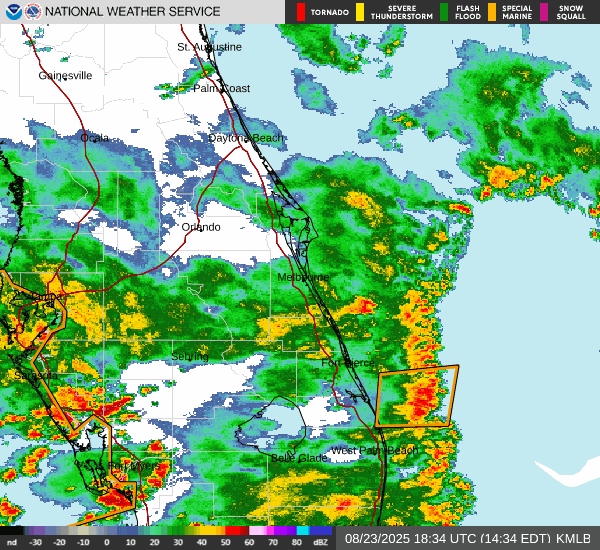 NATIONAL WEATHER SERVICE
TORNADO
SEVERE THUNDERSTORM
FLASH FLOOD
SPECIAL MARINE
SNOW SQUALL
St. Augustine
Gainesville
Palm Coast
Ocala
Daytona Beach
Orlando
Melbourne
Tampa
Sebring
Fort Pierce
Sarasota
West Palm Beach
Belle Glade
Fort Myers
nd -30 -20 -10 0 10 20 30 40 50 60 70 80 dBZ
08/23/2025 18:34 UTC (14:34 EDT) KMLB